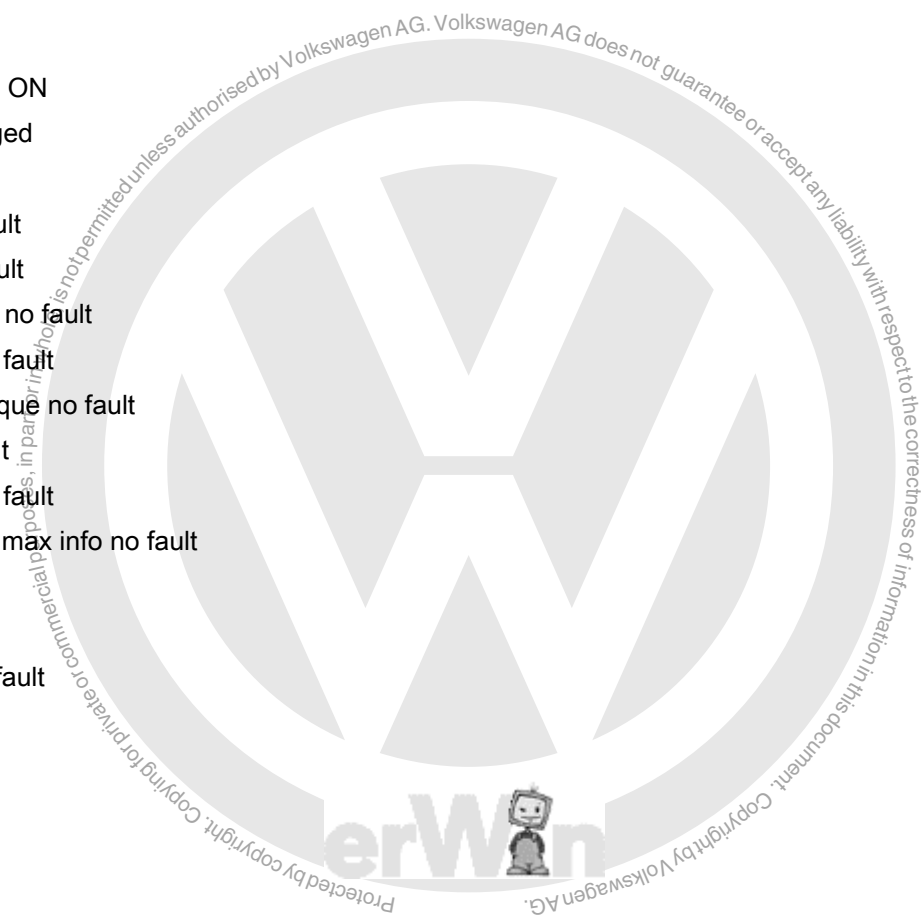 ON
ged
ult
ult
no fault
fault
que no fault
t
fault
max info no fault
fault
Protected by copyright. Copying for private or commercial purposes, in part or in whole, is not permitted unless authorised by Volkswagen AG. Volkswagen AG does not guarantee or accept any liability with respect to the correctness of information in this document. Copyright by Volkswagen AG.
erWin